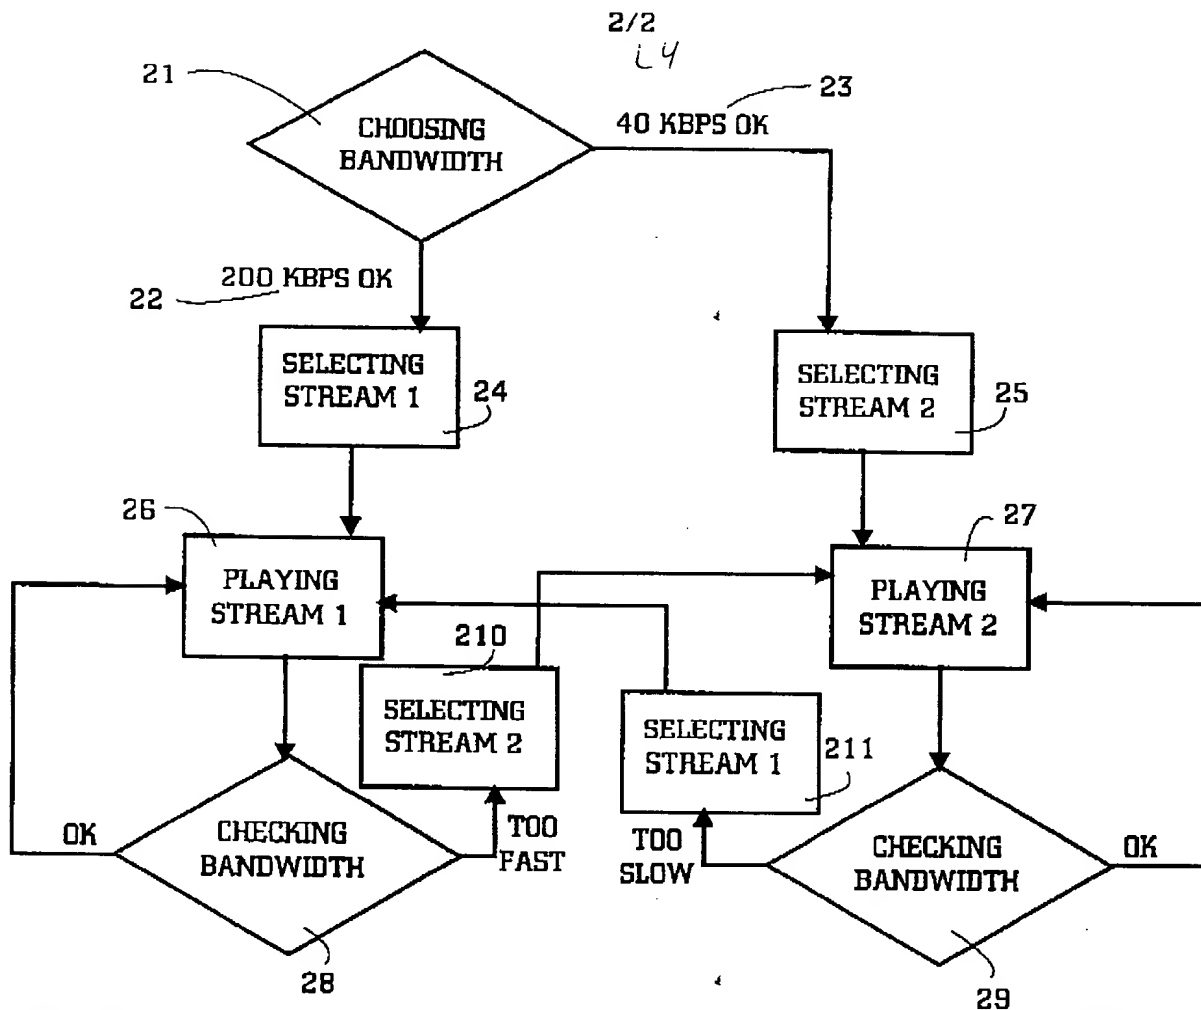 2/2
L4
21
CHOOSING
BANDWIDTH
40 KBPS OK
23
200 KBPS OK
22
SELECTING
STREAM 1
24
SELECTING
STREAM 2
25
26
PLAYING
STREAM 1
27
PLAYING
STREAM 2
210
SELECTING
STREAM 2
SELECTING
STREAM 1
211
OK
CHECKING
BANDWIDTH
TOO
FAST
TOO
SLOW
CHECKING
BANDWIDTH
OK
28
29